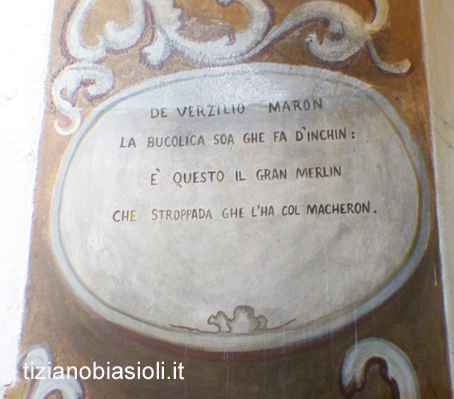 DE VERZILIO MARON
LA BUCOLICA SOA GHE FA D'INCHIN:
E' QUESTO IL GRAN MERLIN
CHE STROPPADA GHE L'HA COL MACHERON.
tizianobiasioli.it